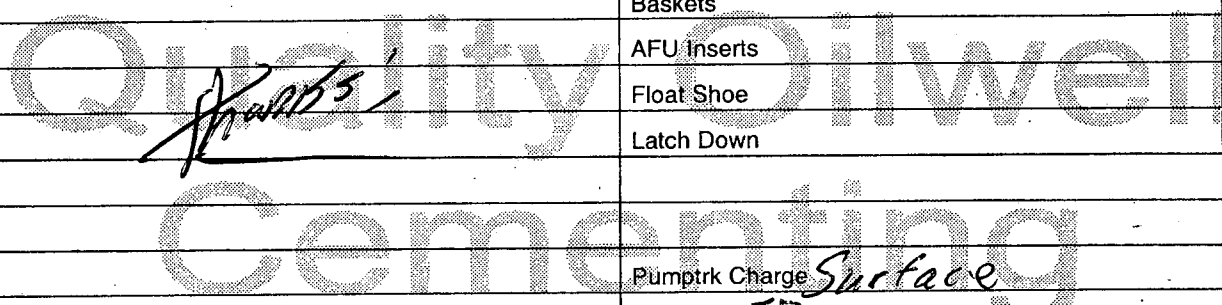 Baskets
Quality Oilwell
AFU Inserts
Thanks!
Float Shoe
Latch Down
Cementing
Pumptrk Charge Surface